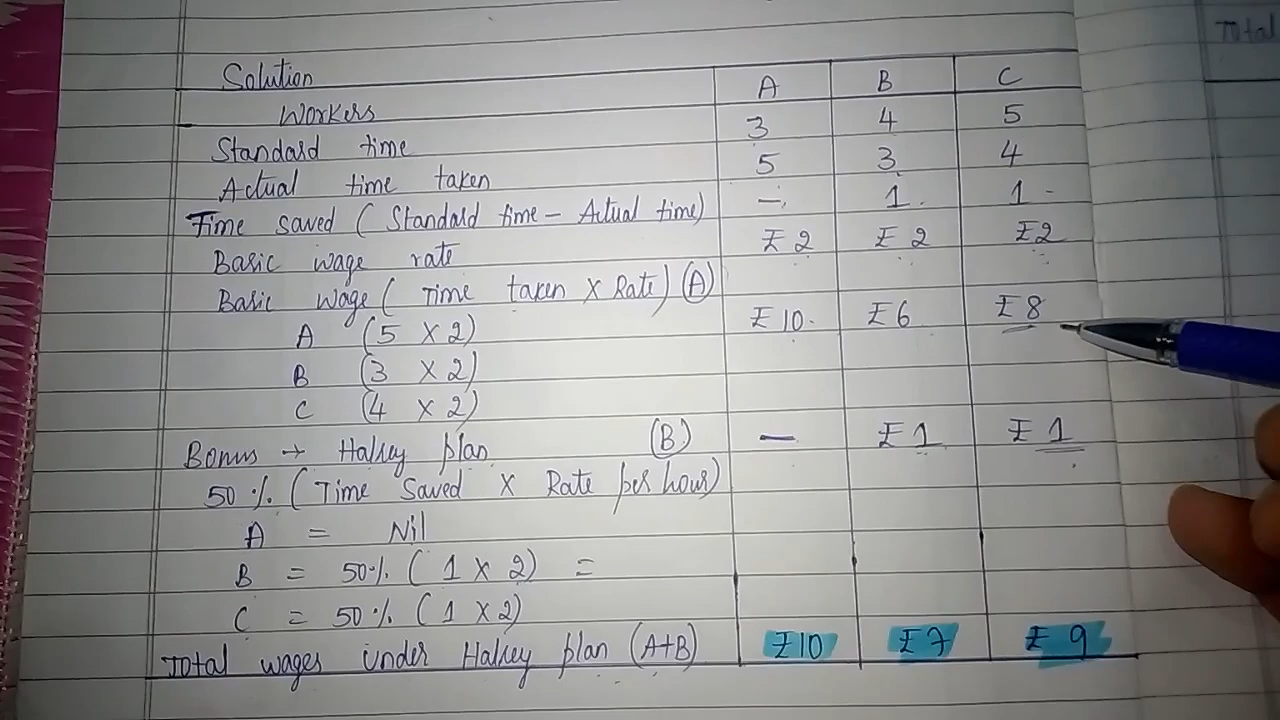 Total
Solution A B C
Workers
Standard time 3 4 5
Actual time taken 5 3 4
Time saved ( Standard time - Actual time) — 1 1
Basic wage rate ₹ 2 ₹ 2 ₹2
Basic wage ( Time taken X Rate) (A)
A (5 X 2) ₹ 10 ₹6 ₹8
B (3 X 2)
C (4 X 2)
Bonus → Halsey plan (B) — ₹ 1 ₹ 1
50 % ( Time Saved X Rate per hour)
A = Nil
B = 50% ( 1 X 2) =
C = 50 % (1 X 2)
Total wages under Halsey plan (A+B) ₹10 ₹ 7 ₹ 9